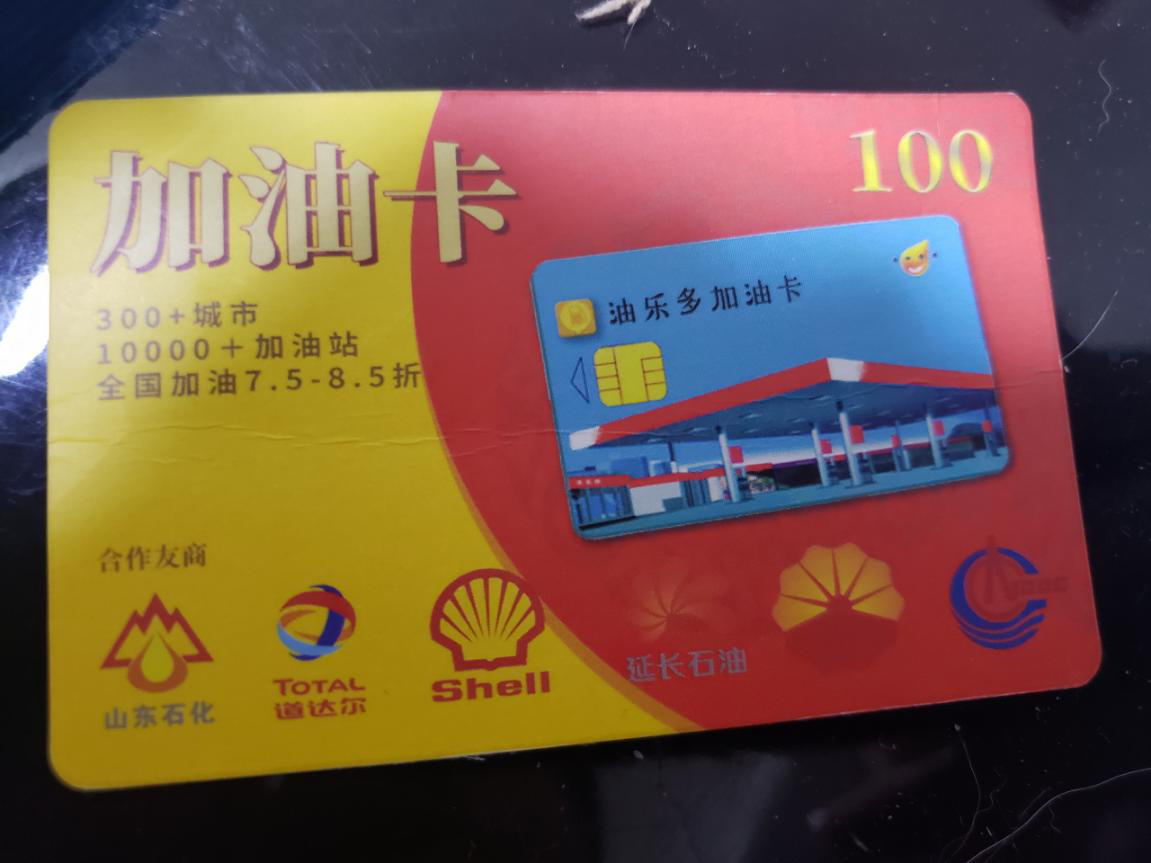 加油卡
100
300+城市
10000+加油站
全国加油7.5-8.5折
油乐多加油卡
合作友商
山东石化
TOTAL
道达尔
Shell
延长石油